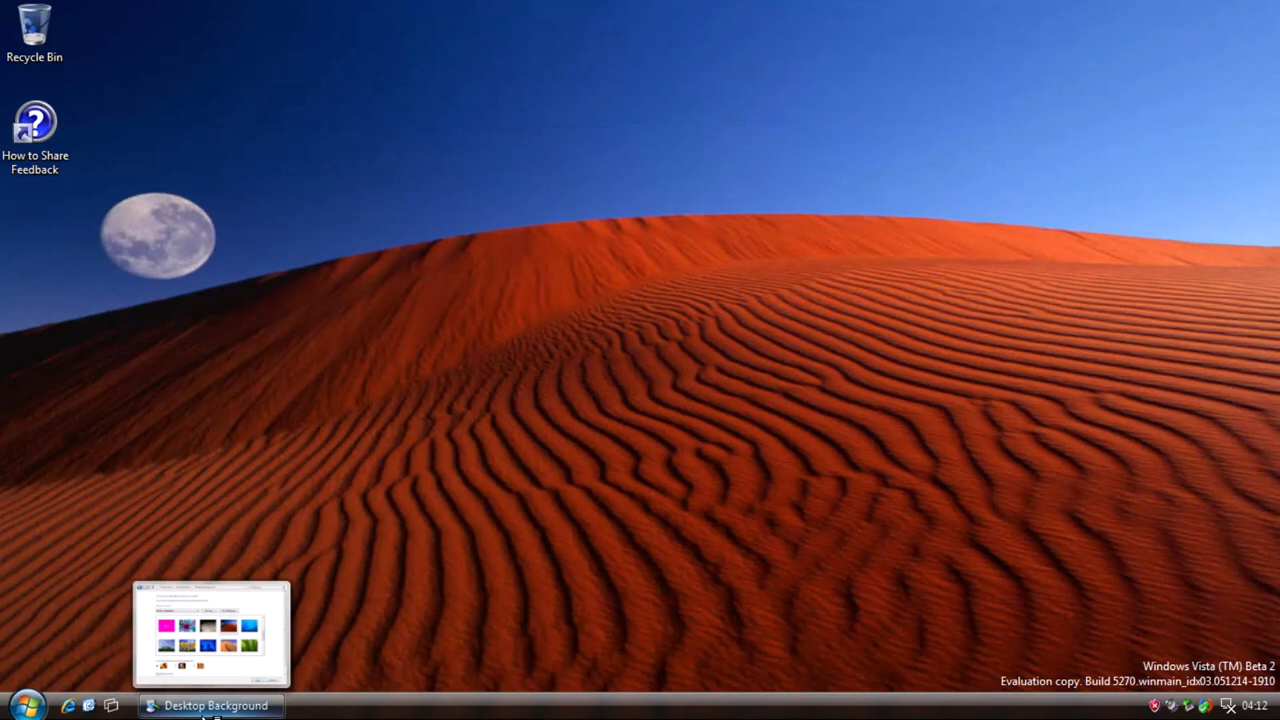 Recycle Bin
How to Share
Feedback
Windows Vista (TM) Beta 2
Evaluation copy. Build 5270.winmain_idx03.051214-1910
Desktop Background
04:12